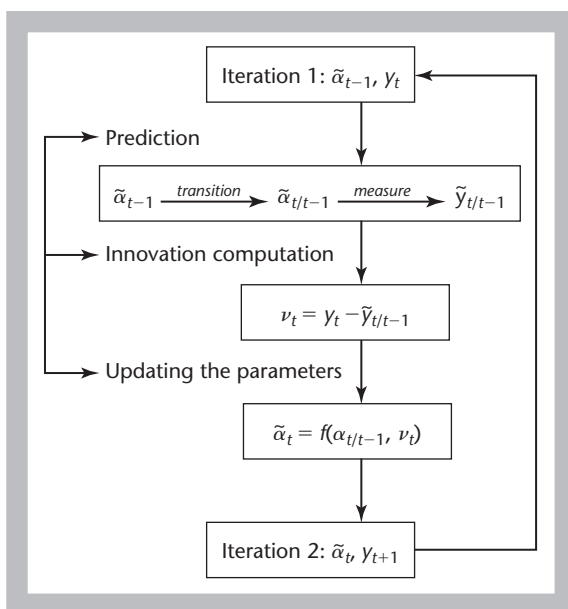 Iteration 1: α̃ₜ₋₁, yₜ
Prediction
α̃ₜ₋₁ transition α̃ₜ/ₜ₋₁ measure ỹₜ/ₜ₋₁
Innovation computation
νₜ = yₜ − ỹₜ/ₜ₋₁
Updating the parameters
α̃ₜ = f(αₜ/ₜ₋₁, νₜ)
Iteration 2: α̃ₜ, yₜ₊₁